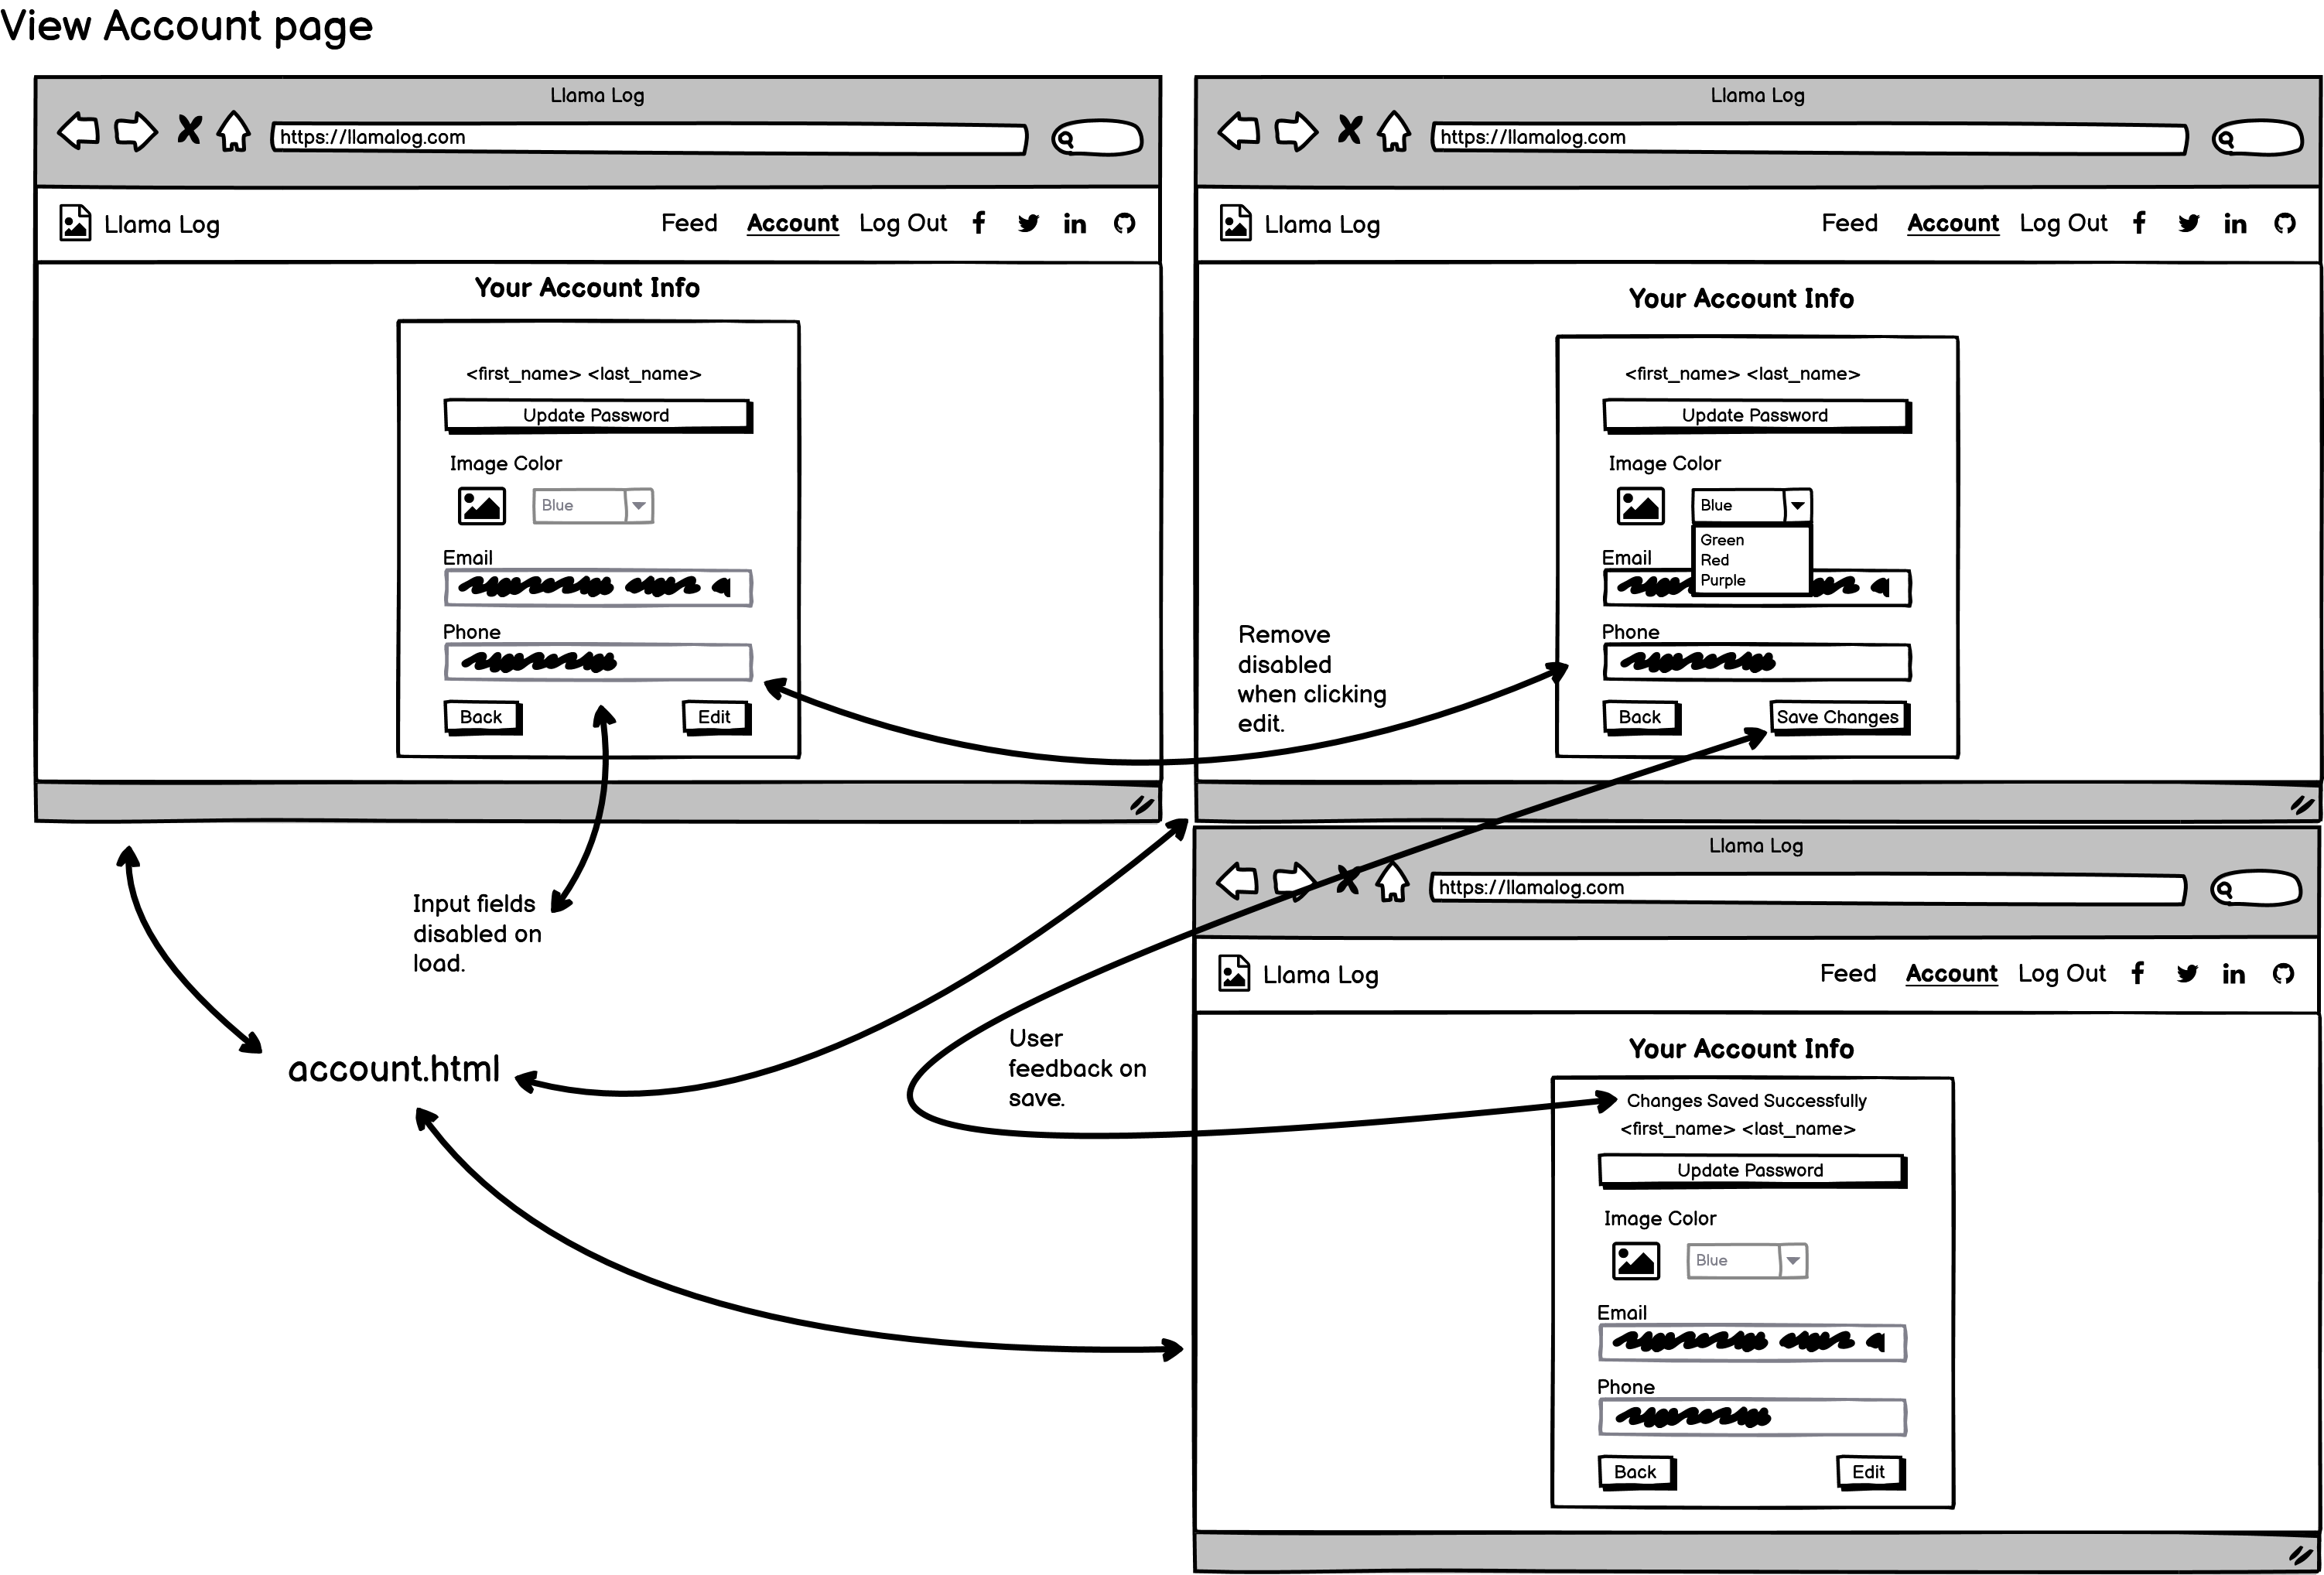 View Account page
Llama Log
https://llamalog.com
Llama Log
Feed Account Log Out
Your Account Info
<first_name> <last_name>
Update Password
Image Color
Blue
Email
Phone
Back Edit
Llama Log
https://llamalog.com
Llama Log
Feed Account Log Out
Your Account Info
<first_name> <last_name>
Update Password
Image Color
Blue
Green
Red
Purple
Email
Phone
Back Save Changes
Remove
disabled
when clicking
edit.
Input fields
disabled on
load.
account.html
User
feedback on
save.
Llama Log
https://llamalog.com
Llama Log
Feed Account Log Out
Your Account Info
Changes Saved Successfully
<first_name> <last_name>
Update Password
Image Color
Blue
Email
Phone
Back Edit